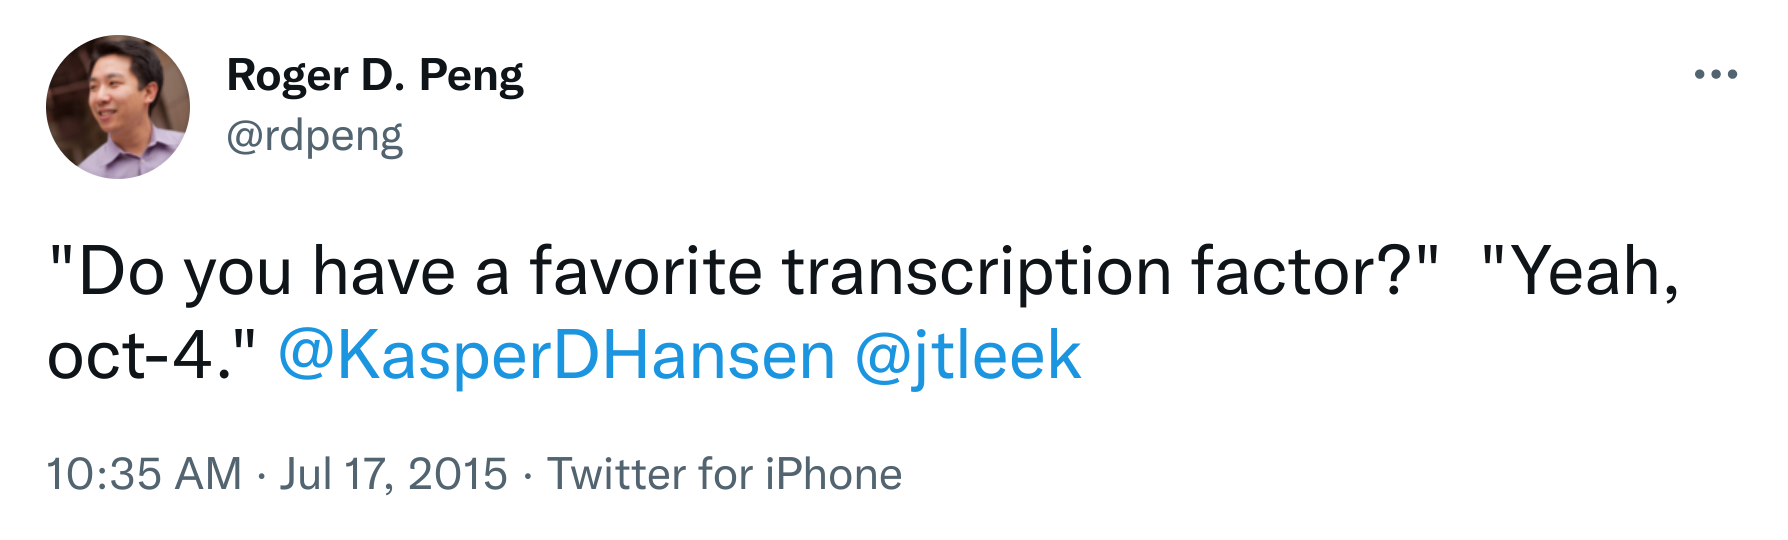 Roger D. Peng
@rdpeng
"Do you have a favorite transcription factor?"  "Yeah,
oct-4." @KasperDHansen @jtleek
10:35 AM · Jul 17, 2015 · Twitter for iPhone